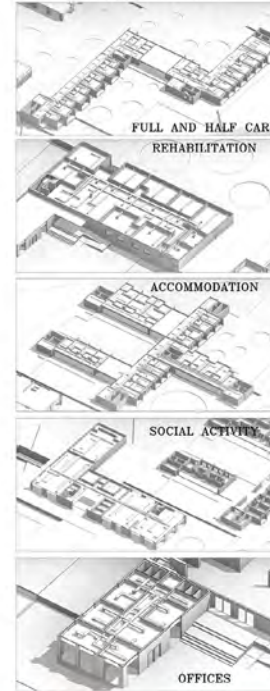 FULL AND HALF CAR
REHABILITATION
ACCOMMODATION
SOCIAL ACTIVITY
OFFICES